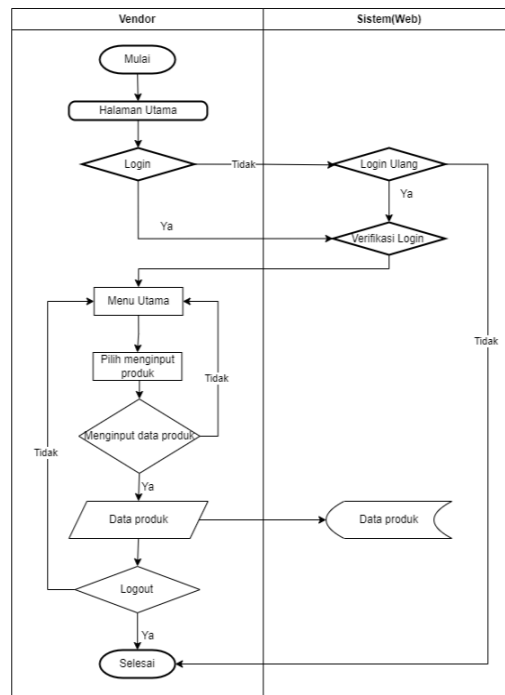 Vendor
Sistem(Web)
Mulai
Halaman Utama
Login
Tidak
Login Ulang
Ya
Ya
Verifikasi Login
Menu Utama
Tidak
Pilih menginput
produk
Tidak
Menginput data produk
Tidak
Ya
Data produk
Data produk
Logout
Ya
Selesai